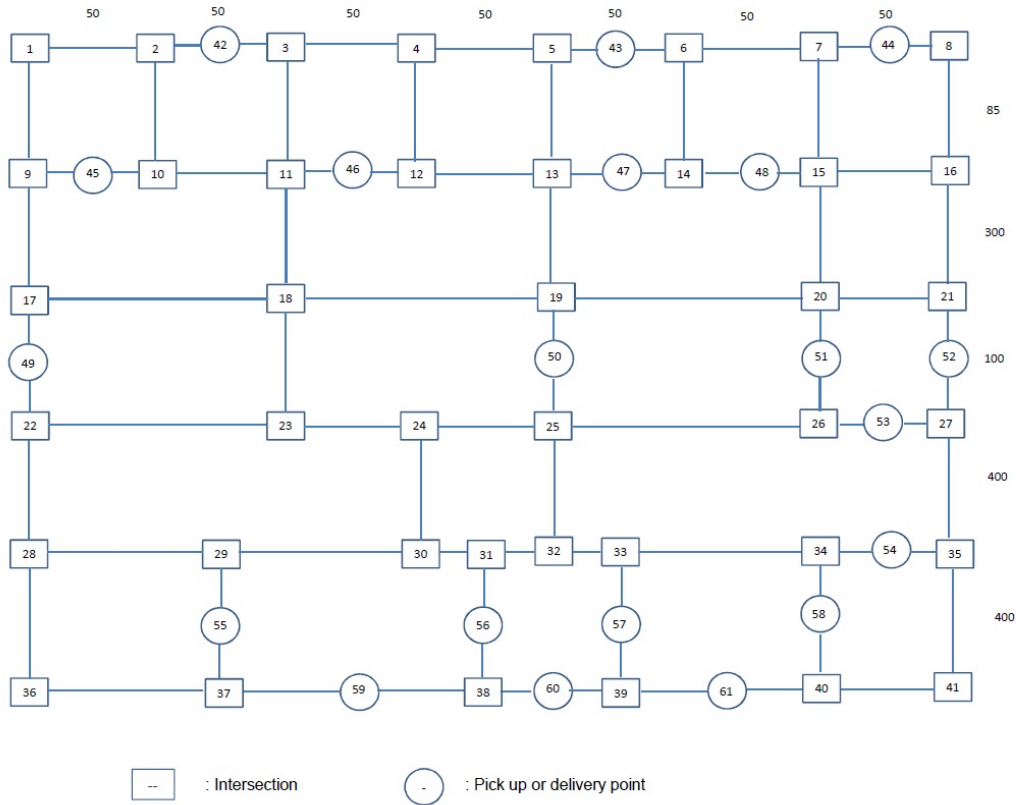 50 50 50 50 50 50 50
1 2 42 3 4 5 43 6 7 44 8
85
9 45 10 11 46 12 13 47 14 48 15 16
300
17 18 19 20 21
49 50 51 52 100
22 23 24 25 26 53 27
400
28 29 30 31 32 33 34 54 35
55 56 57 58 400
36 37 59 38 60 39 61 40 41
-- : Intersection - : Pick up or delivery point